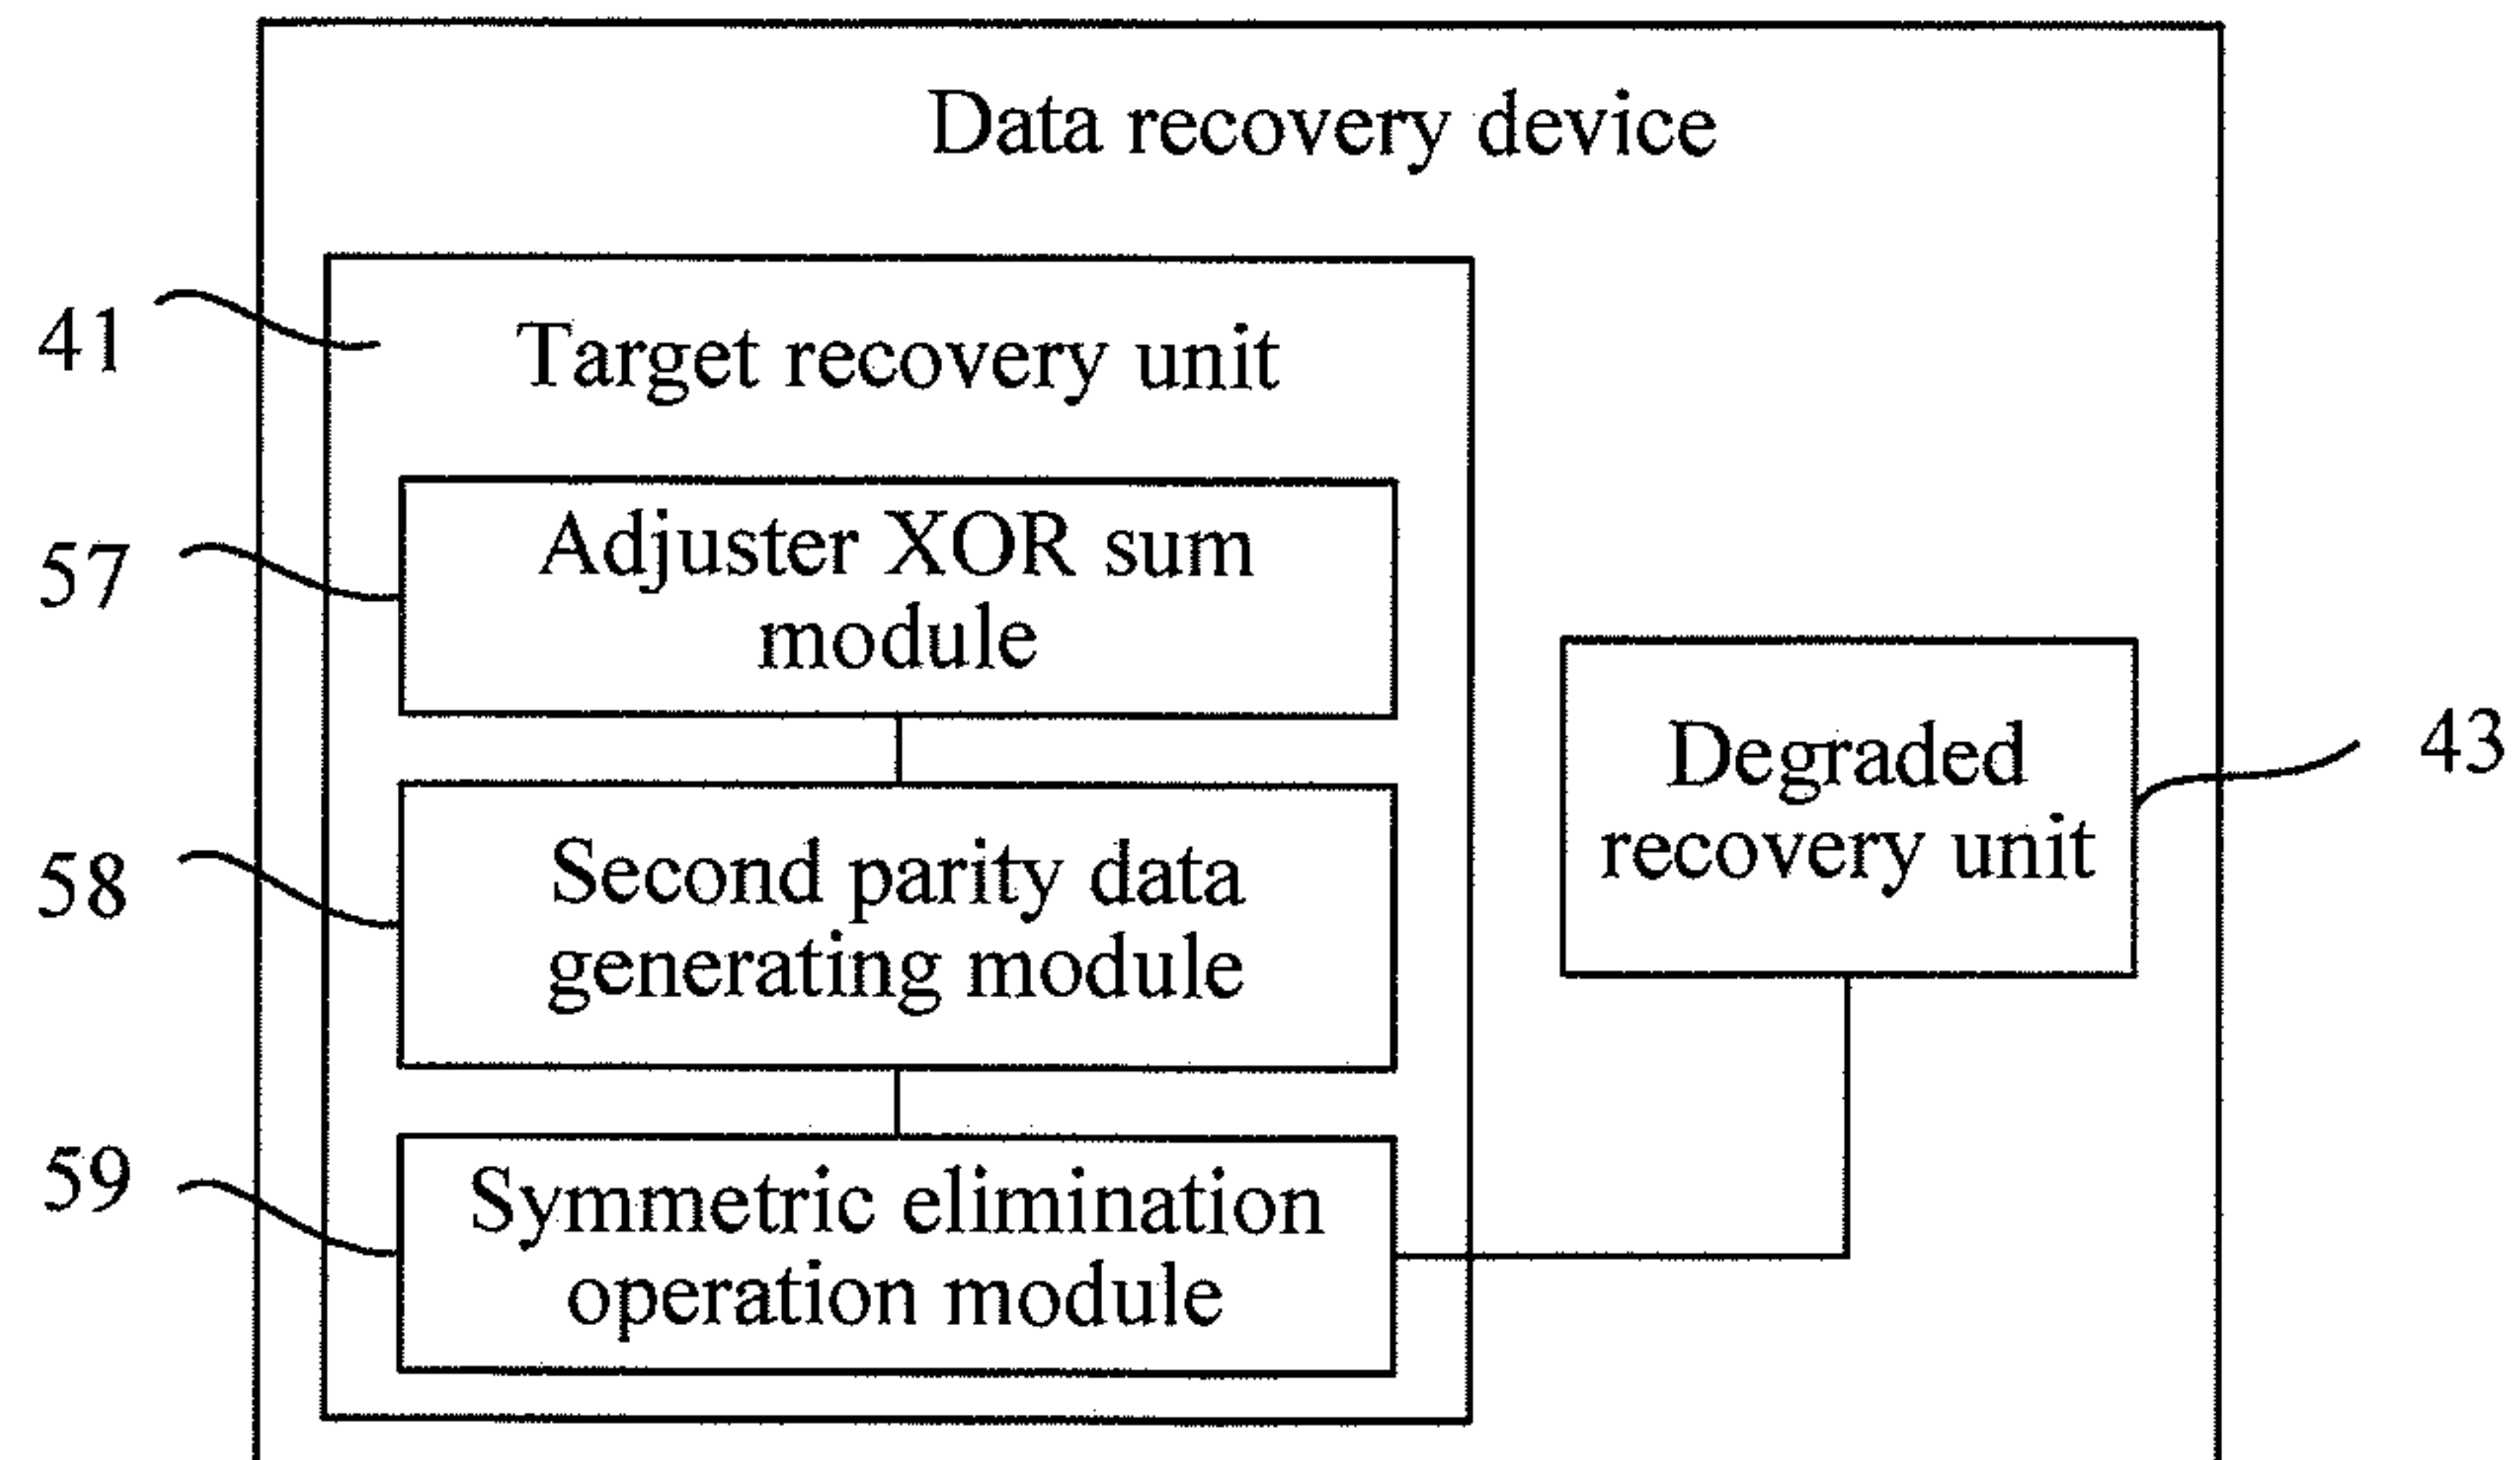 Data recovery device
41
Target recovery unit
57
Adjuster XOR sum
module
58
Second parity data
generating module
59
Symmetric elimination
operation module
Degraded
recovery unit
43